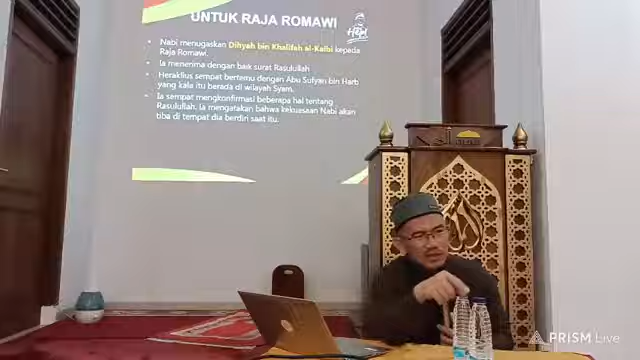 UNTUK RAJA ROMAWI
Nabi menugaskan Dihyah bin Khalifah al-Kalbi kepada
Raja Romawi.
Ia menerima dengan baik surat Rasulullah
Heraklius sempat bertemu dengan Abu Sufyan bin Harb
yang kala itu berada di wilayah Syam.
Ia sempat mengkonfirmasi beberapa hal tentang
Rasulullah. Ia mengatakan bahwa kekuasaan Nabi akan
tiba di tempat dia berdiri saat itu.
hp
PRISM Live